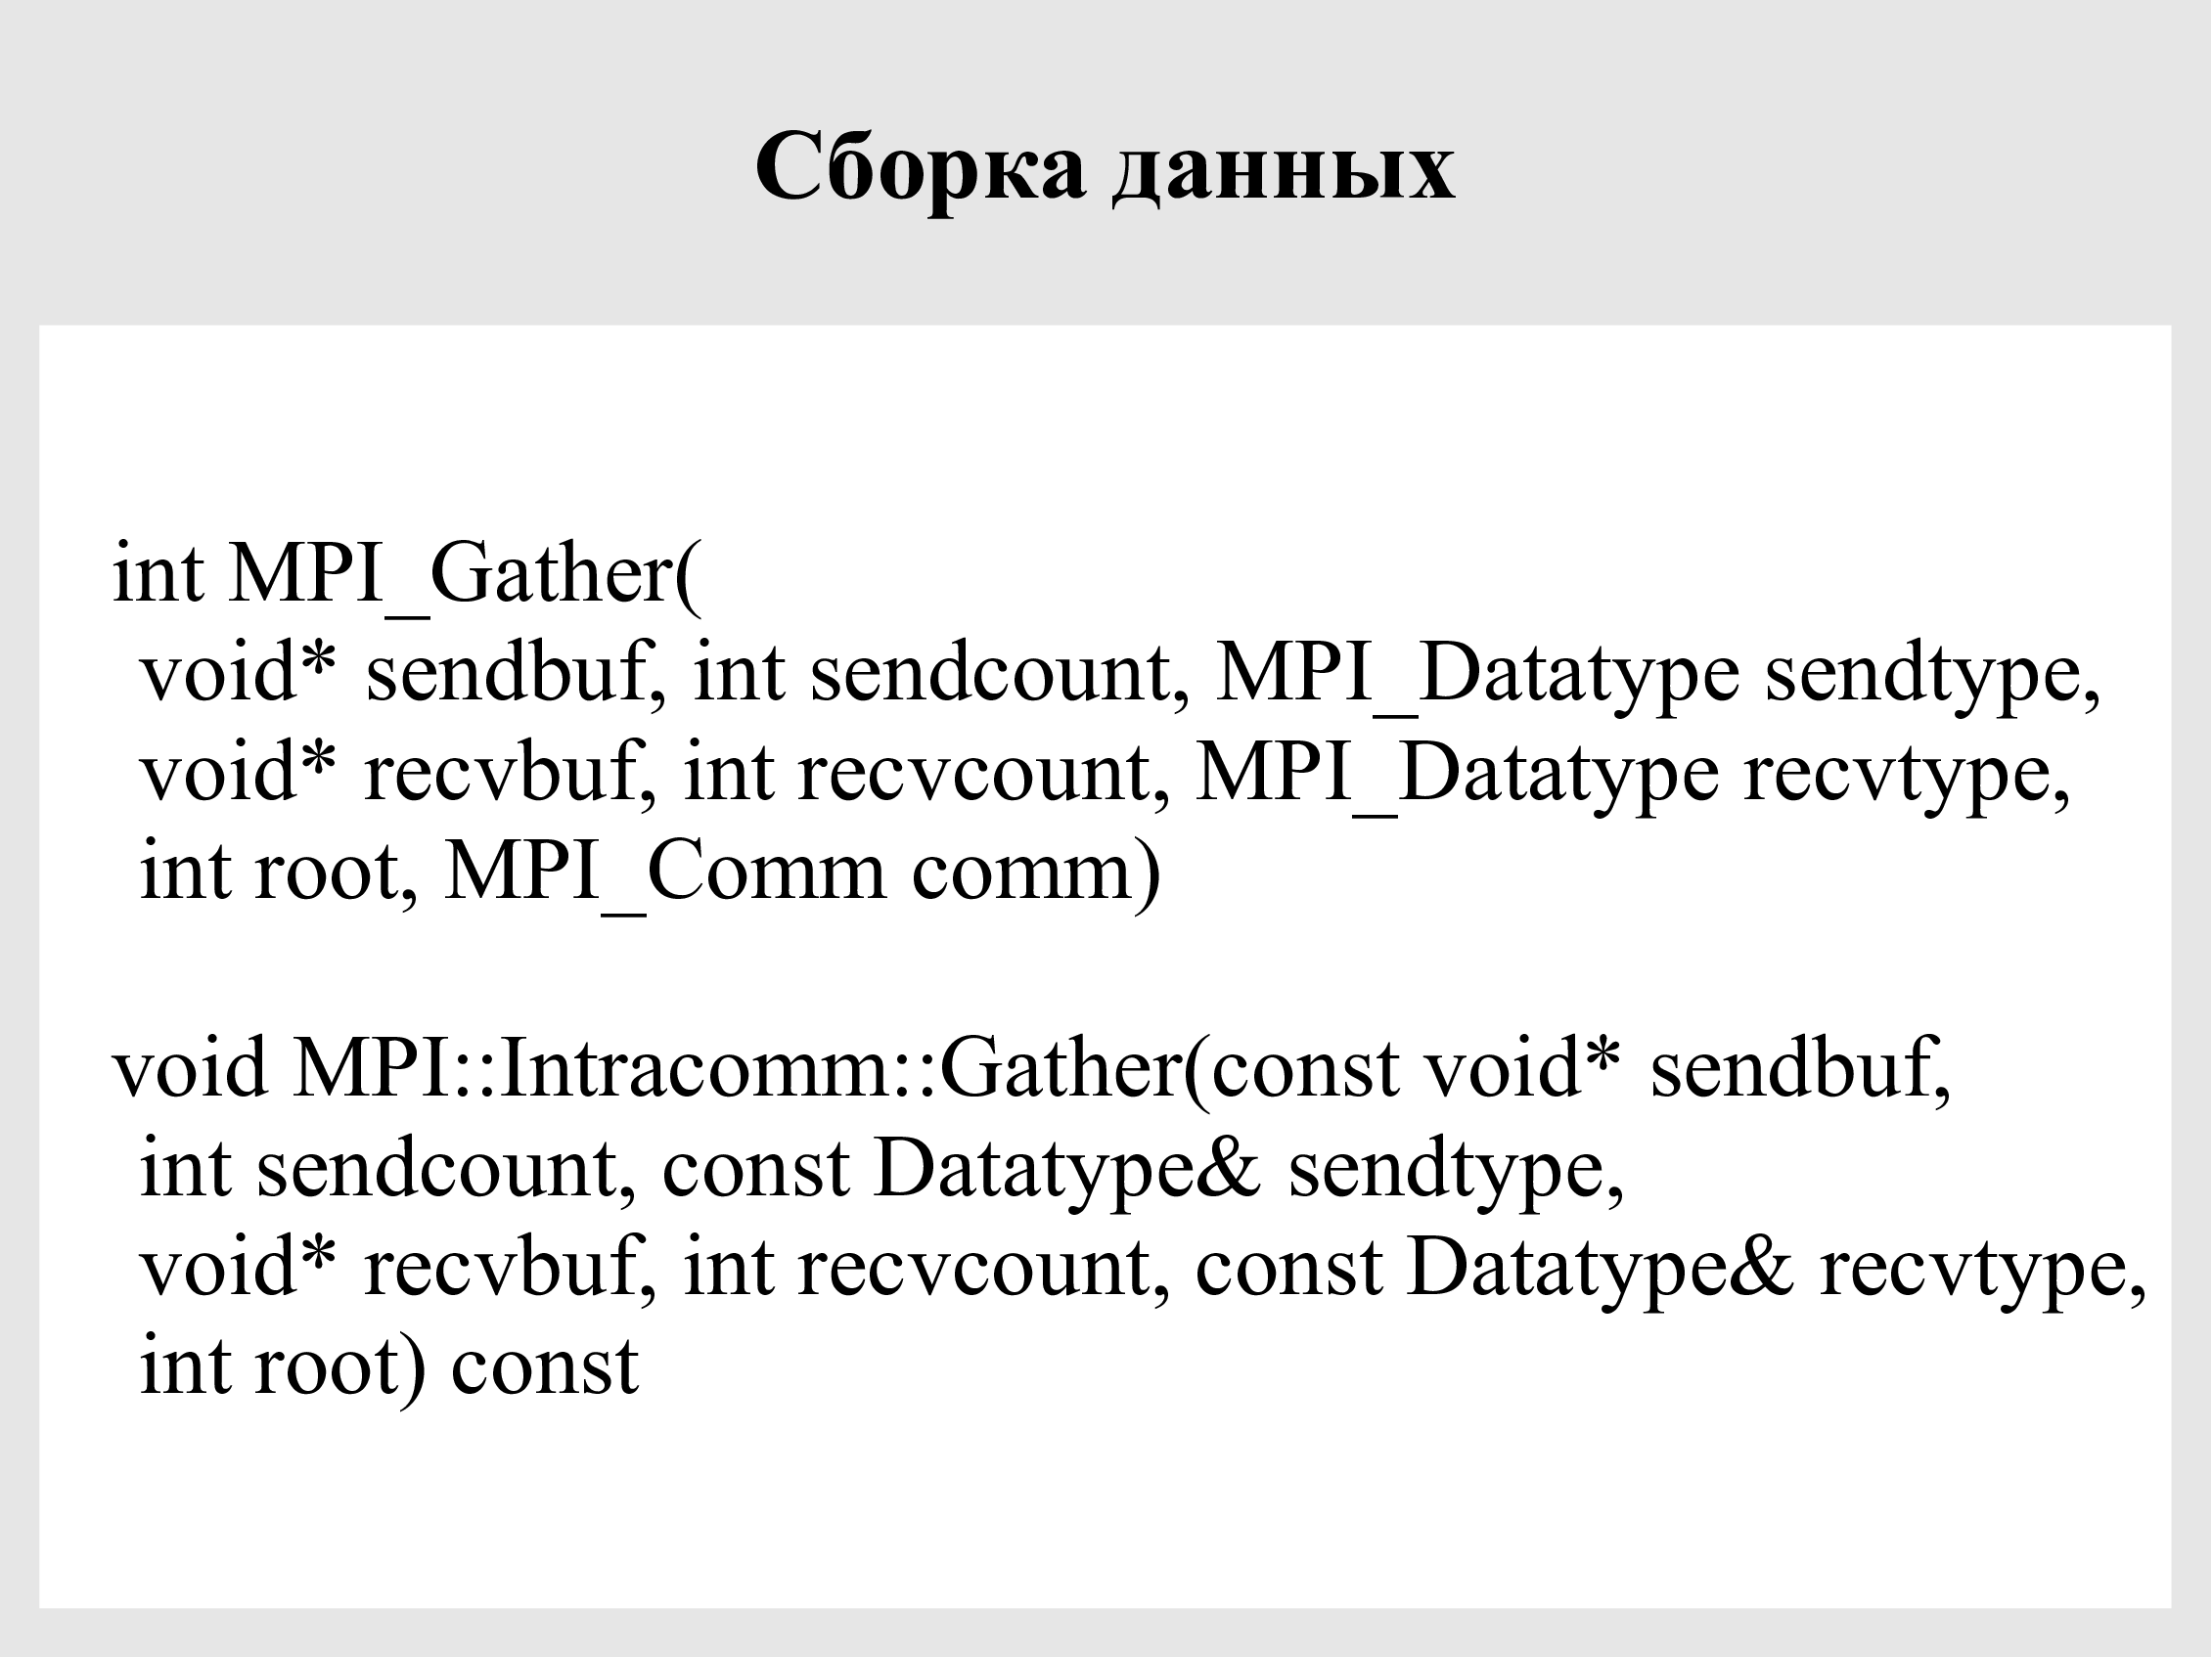 Сборка данных
int MPI_Gather(
void* sendbuf, int sendcount, MPI_Datatype sendtype,
void* recvbuf, int recvcount, MPI_Datatype recvtype,
int root, MPI_Comm comm)
void MPI::Intracomm::Gather(const void* sendbuf,
int sendcount, const Datatype& sendtype,
void* recvbuf, int recvcount, const Datatype& recvtype,
int root) const